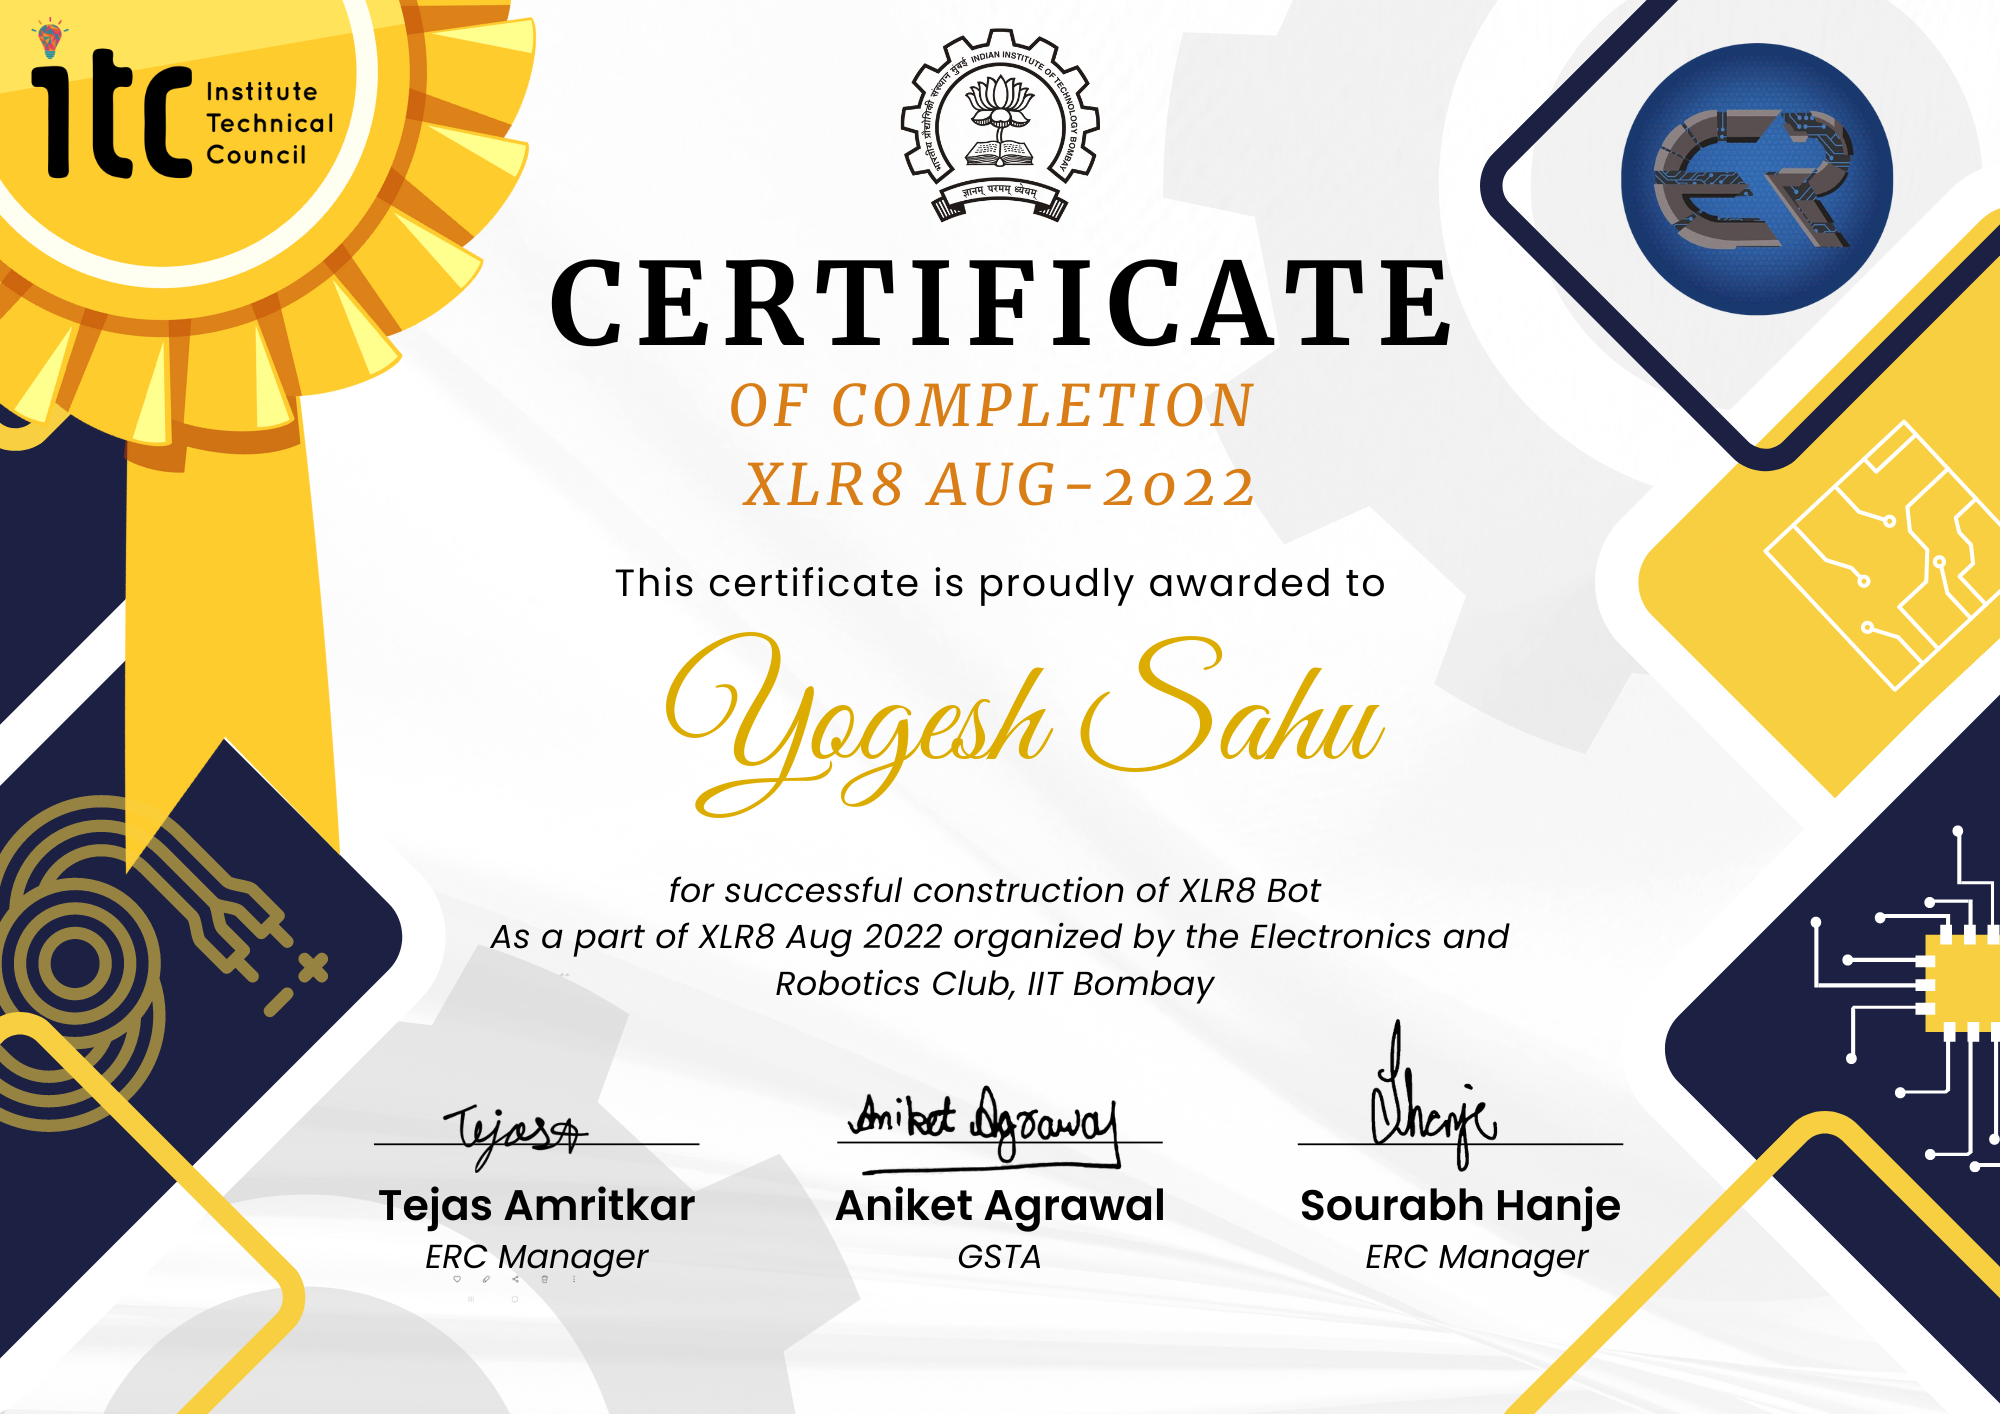 itc
Institute
Technical
Council
भारतीय प्रौद्योगिकी संस्थान मुंबई INDIAN INSTITUTE OF TECHNOLOGY BOMBAY
ज्ञानम् परमम् ध्येयम्
ER
CERTIFICATE
OF COMPLETION
XLR8 AUG-2022
This certificate is proudly awarded to
Yogesh Sahu
for successful construction of XLR8 Bot
As a part of XLR8 Aug 2022 organized by the Electronics and
Robotics Club, IIT Bombay
Tejas A
Aniket Agrawal
SHanje
Tejas Amritkar
Aniket Agrawal
Sourabh Hanje
ERC Manager
GSTA
ERC Manager